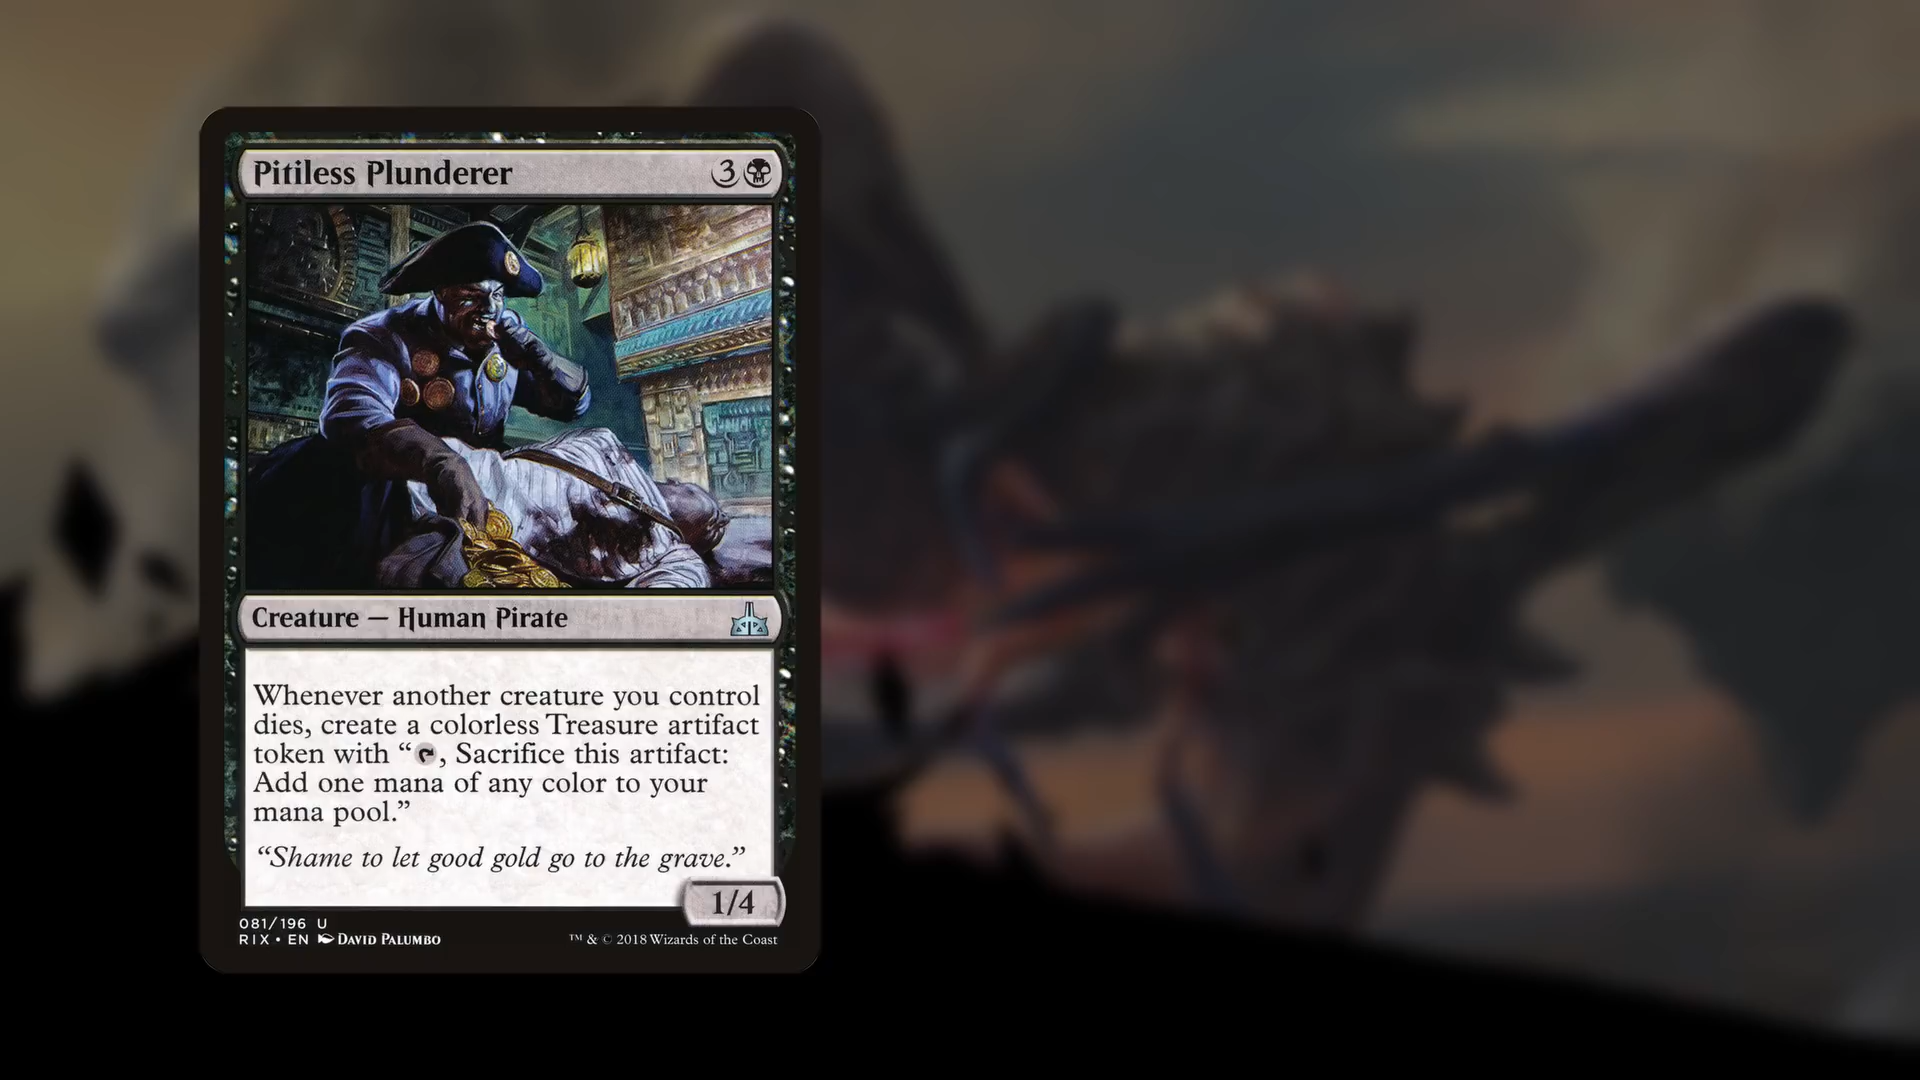 Pitiless Plunderer 3
Creature — Human Pirate
Whenever another creature you control
dies, create a colorless Treasure artifact
token with “ , Sacrifice this artifact:
Add one mana of any color to your
mana pool.”
“Shame to let good gold go to the grave.”
1/4
081/196 U
RIX • EN DAVID PALUMBO
™ & © 2018 Wizards of the Coast